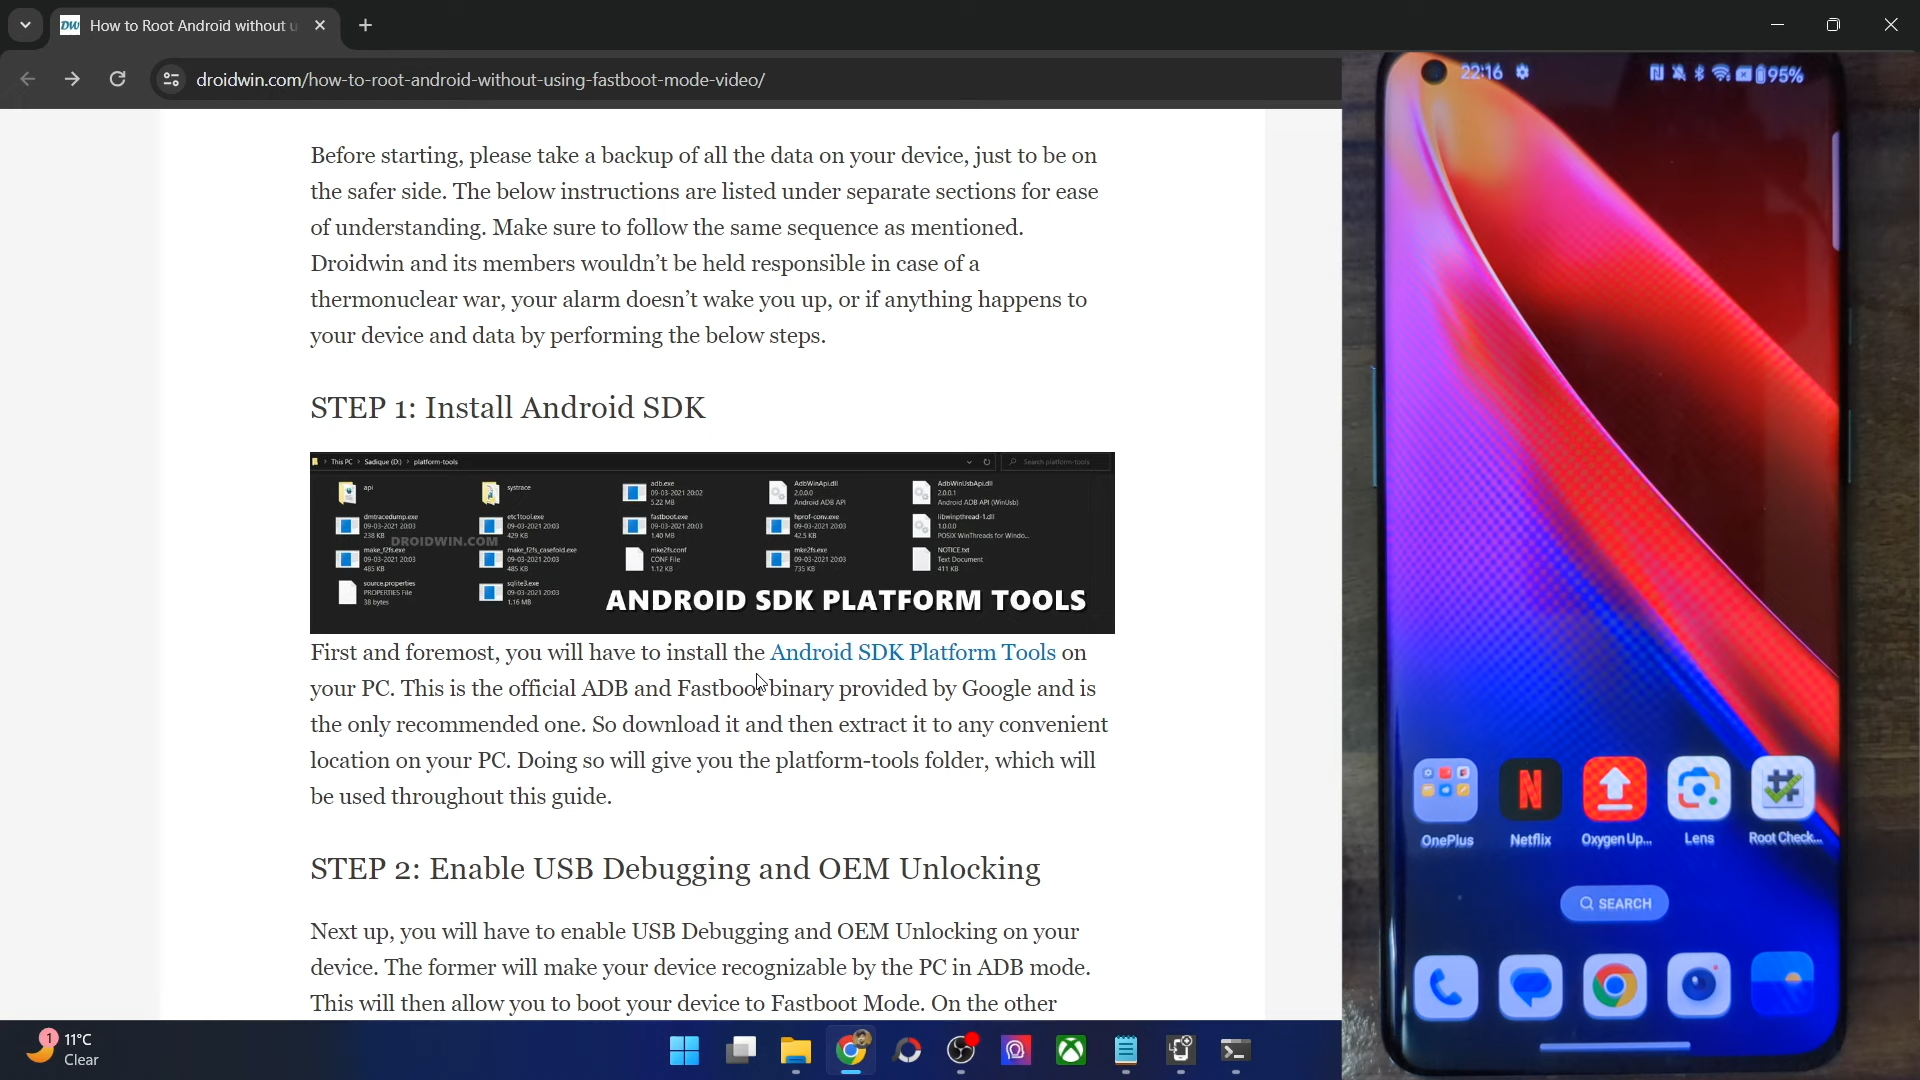 How to Root Android without u
droidwin.com/how-to-root-android-without-using-fastboot-mode-video/
22:16
95%
Before starting, please take a backup of all the data on your device, just to be on
the safer side. The below instructions are listed under separate sections for ease
of understanding. Make sure to follow the same sequence as mentioned.
Droidwin and its members wouldn't be held responsible in case of a
thermonuclear war, your alarm doesn't wake you up, or if anything happens to
your device and data by performing the below steps.
STEP 1: Install Android SDK
This PC > Sadique (D:) > platform-tools
Search platform-tools
api
systrace
adb.exe
09-03-2021 20:02
5.22 MB
AdbWinApi.dll
2.0.0.0
Android ADB API
AdbWinUsbApi.dll
2.0.0.1
Android ADB API (WinUsb)
dmtracedump.exe
09-03-2021 20:03
238 KB
etc1tool.exe
09-03-2021 20:03
429 KB
fastboot.exe
09-03-2021 20:03
1.40 MB
hprof-conv.exe
09-03-2021 20:03
42.5 KB
libwinpthread-1.dll
1.0.0.0
POSIX WinThreads for Windo...
DROIDWIN.COM
make_f2fs.exe
09-03-2021 20:03
485 KB
make_f2fs_casefold.exe
09-03-2021 20:03
485 KB
mke2fs.conf
CONF File
1.12 KB
mke2fs.exe
09-03-2021 20:03
735 KB
NOTICE.txt
Text Document
411 KB
source.properties
PROPERTIES File
38 bytes
sqlite3.exe
09-03-2021 20:03
1.16 MB
ANDROID SDK PLATFORM TOOLS
First and foremost, you will have to install the Android SDK Platform Tools on
your PC. This is the official ADB and Fastboot binary provided by Google and is
the only recommended one. So download it and then extract it to any convenient
location on your PC. Doing so will give you the platform-tools folder, which will
be used throughout this guide.
STEP 2: Enable USB Debugging and OEM Unlocking
Next up, you will have to enable USB Debugging and OEM Unlocking on your
device. The former will make your device recognizable by the PC in ADB mode.
This will then allow you to boot your device to Fastboot Mode. On the other
OnePlus
Netflix
Oxygen Up...
Lens
Root Check...
SEARCH
1
11°C
Clear